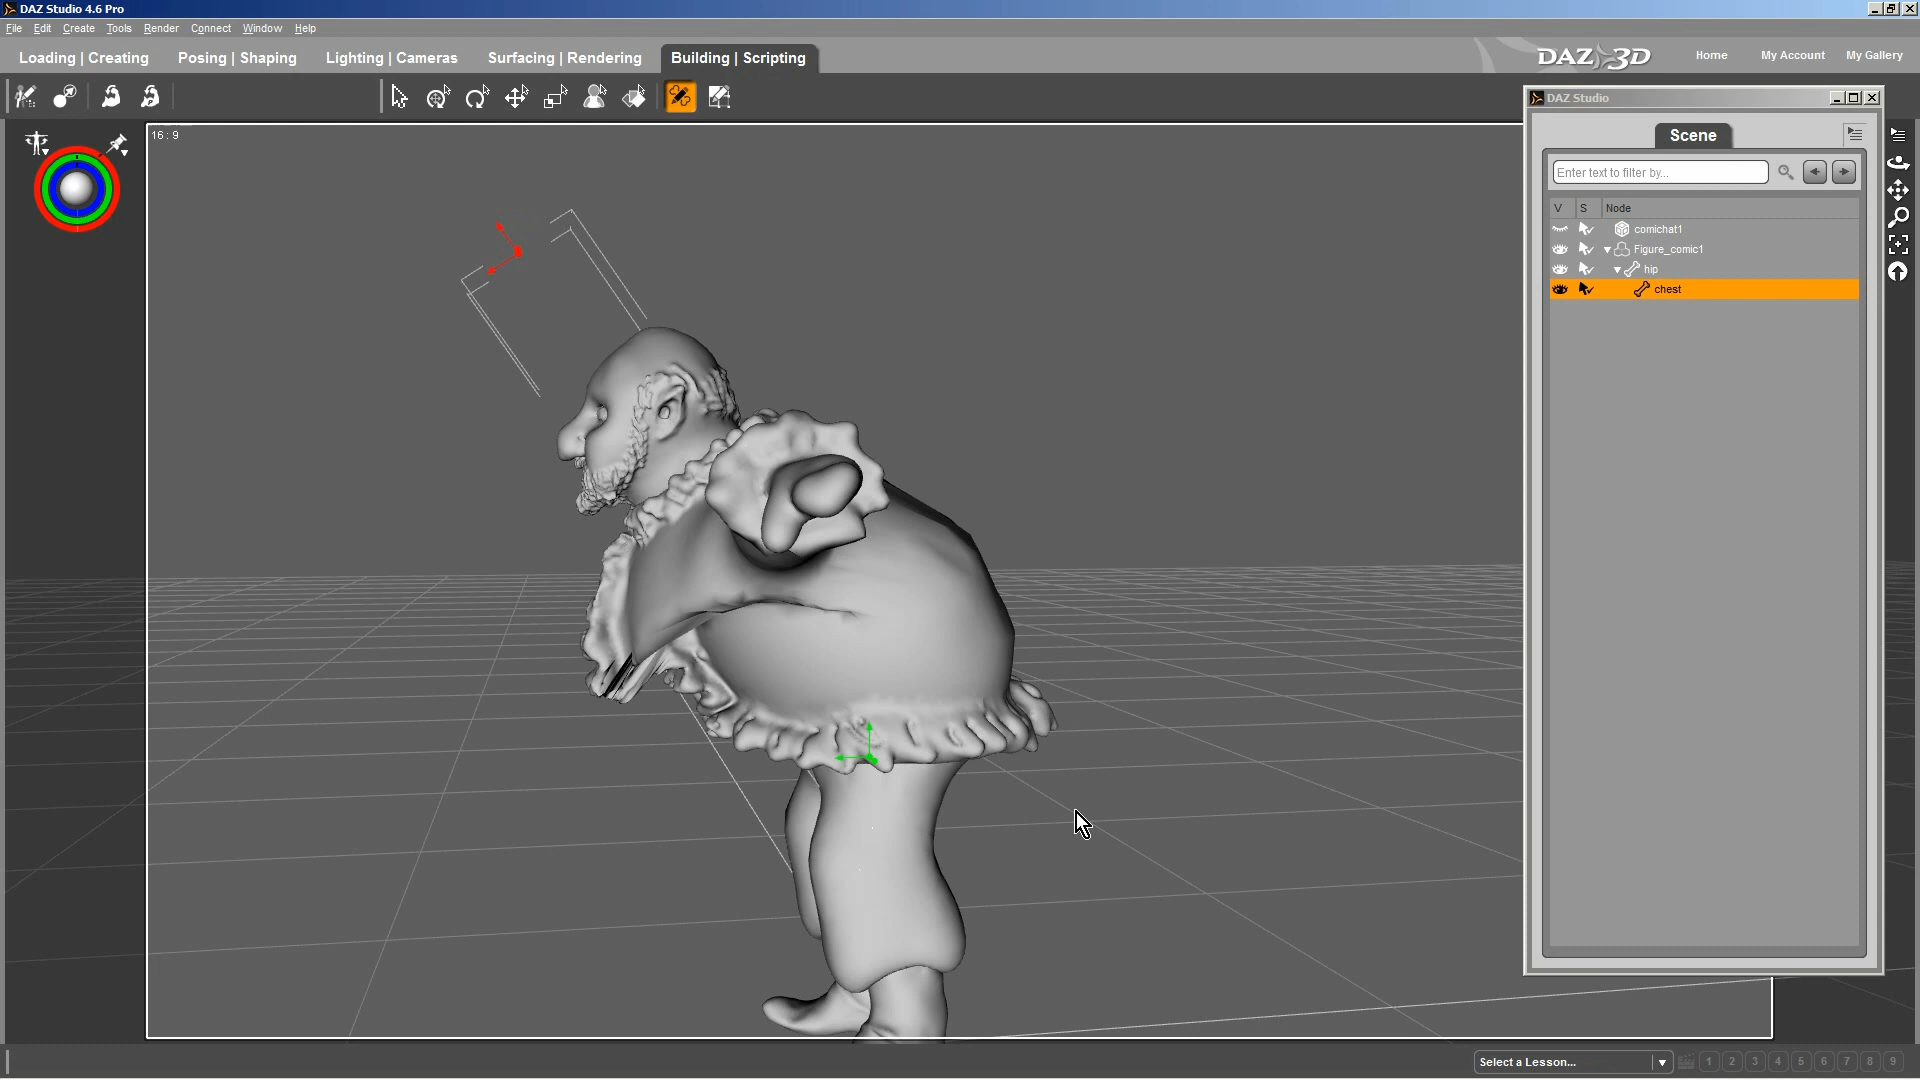 DAZ Studio 4.6 Pro
File Edit Create Tools Render Connect Window Help
Loading | Creating Posing | Shaping Lighting | Cameras Surfacing | Rendering Building | Scripting
DAZ 3D
Home My Account My Gallery
DAZ Studio
16 : 9
Scene
Enter text to filter by...
V S Node
comichat1
Figure_comic1
hip
chest
Select a Lesson... 1 2 3 4 5 6 7 8 9